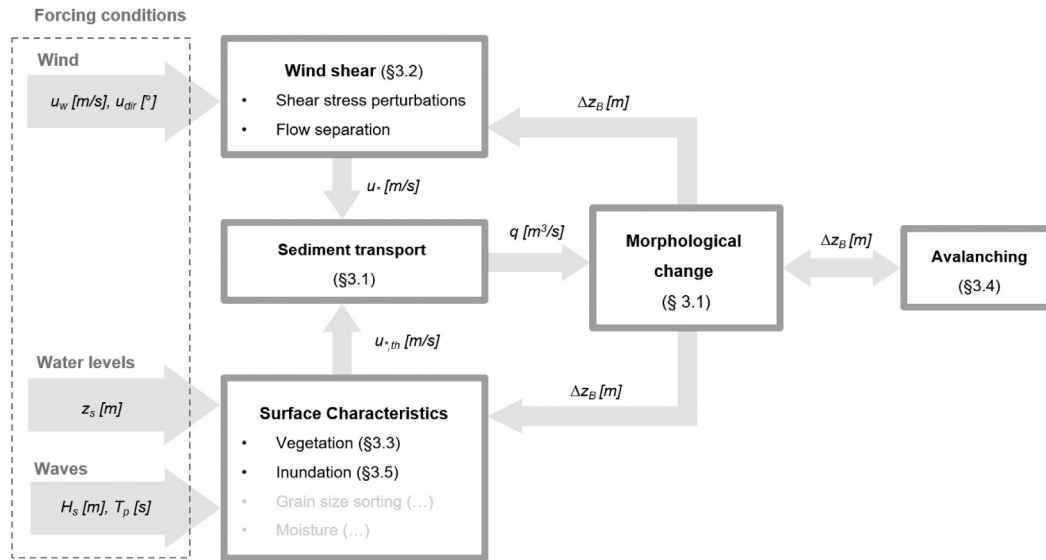 Forcing conditions
Wind
u_w [m/s], u_dir [°]
Wind shear (§3.2)
• Shear stress perturbations
• Flow separation
Δz_B [m]
u_* [m/s]
Sediment transport
(§3.1)
q [m³/s]
Morphological
change
(§ 3.1)
Δz_B [m]
Avalanching
(§3.4)
u_*,th [m/s]
Water levels
z_s [m]
Δz_B [m]
Surface Characteristics
• Vegetation (§3.3)
• Inundation (§3.5)
• Grain size sorting (…)
• Moisture (…)
Waves
H_s [m], T_p [s]